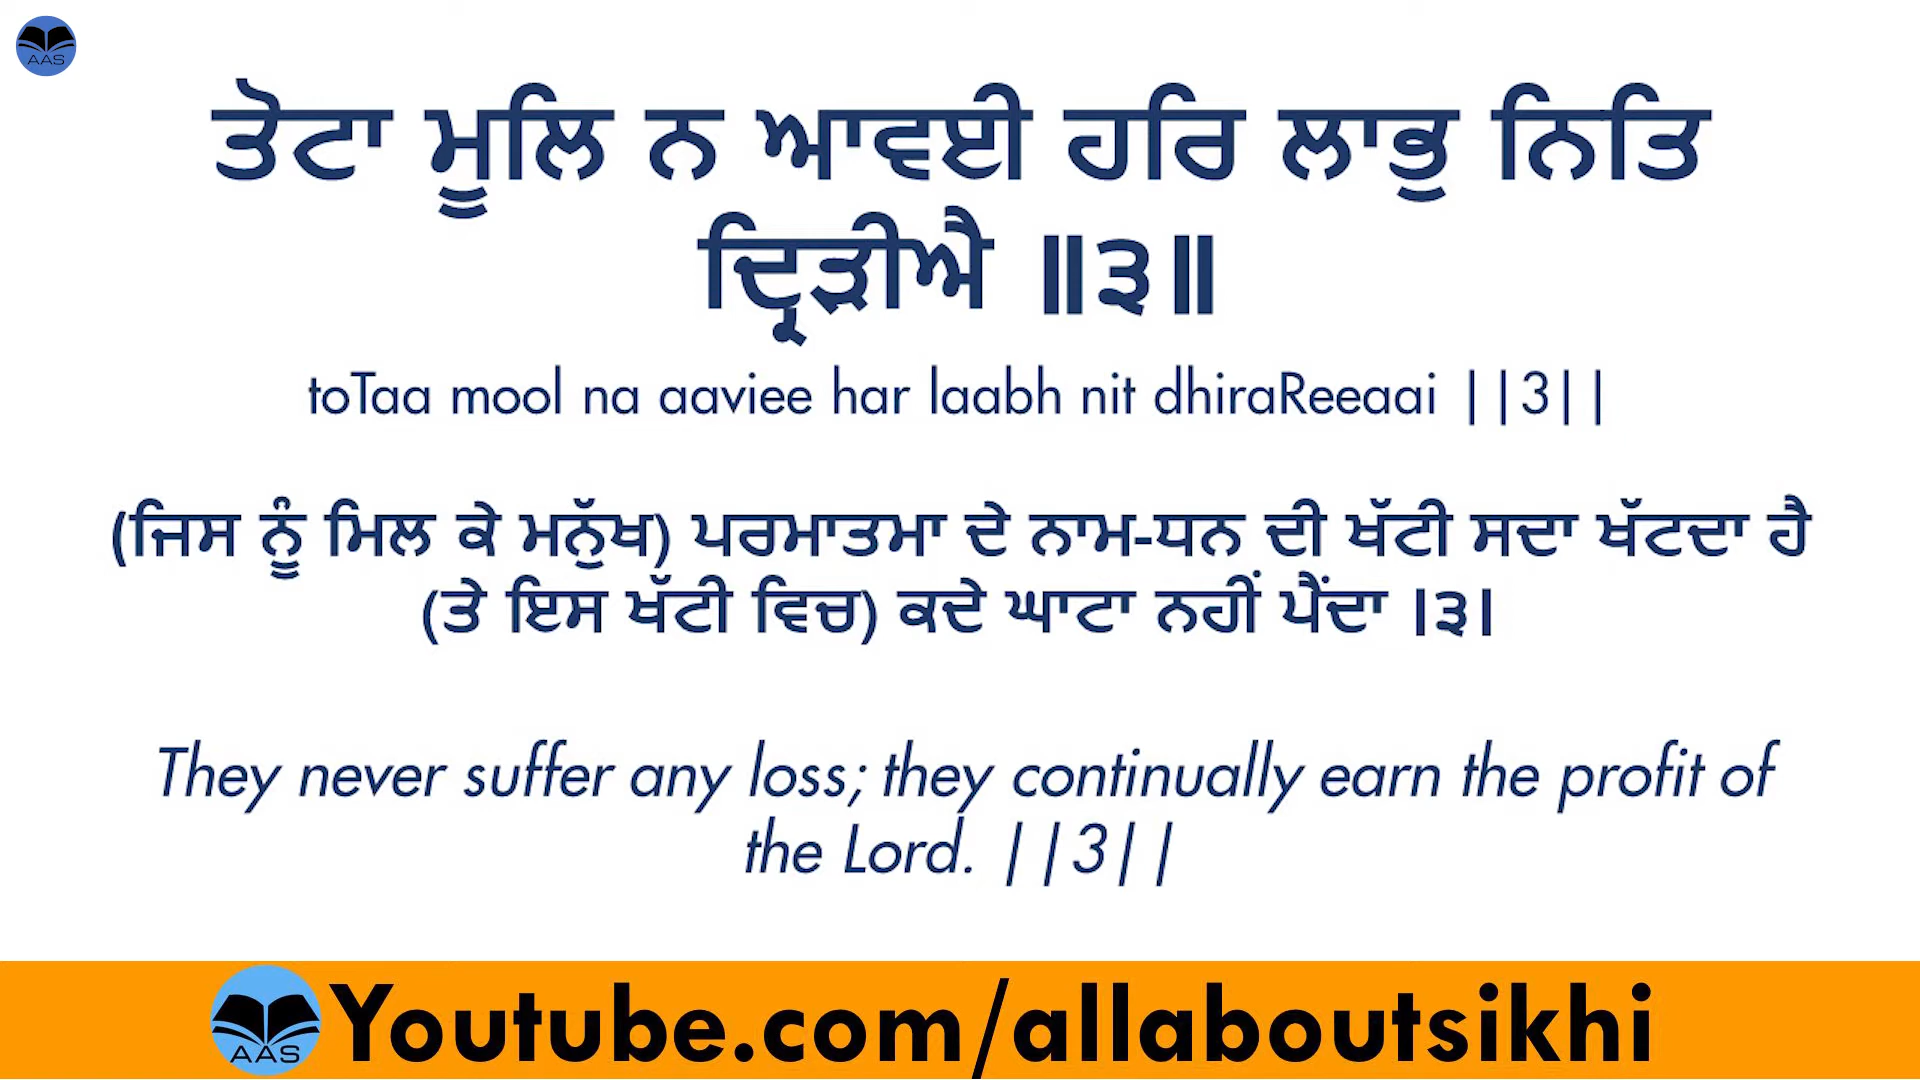 AAS
ਤੋਟਾ ਮੂਲਿ ਨ ਆਵਈ ਹਰਿ ਲਾਭੁ ਨਿਤਿ
ਦ੍ਰਿੜੀਐ ॥੩॥
toTaa mool na aaviee har laabh nit dhiraReeaai ||3||
(ਜਿਸ ਨੂੰ ਮਿਲ ਕੇ ਮਨੁੱਖ) ਪਰਮਾਤਮਾ ਦੇ ਨਾਮ-ਧਨ ਦੀ ਖੱਟੀ ਸਦਾ ਖੱਟਦਾ ਹੈ
(ਤੇ ਇਸ ਖੱਟੀ ਵਿਚ) ਕਦੇ ਘਾਟਾ ਨਹੀਂ ਪੈਂਦਾ ।੩।
They never suffer any loss; they continually earn the profit of
the Lord. ||3||
AAS Youtube.com/allaboutsikhi